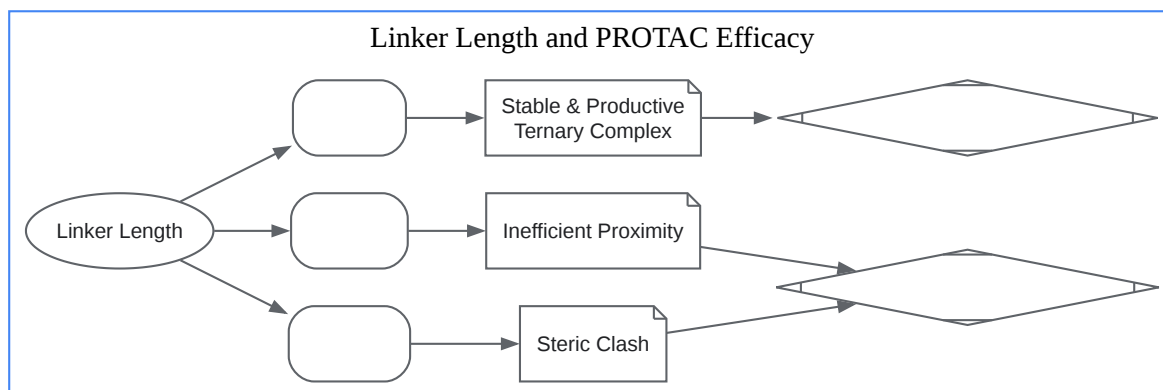 Linker Length and PROTAC Efficacy
Stable & Productive
Ternary Complex
Linker Length
Inefficient Proximity
Steric Clash